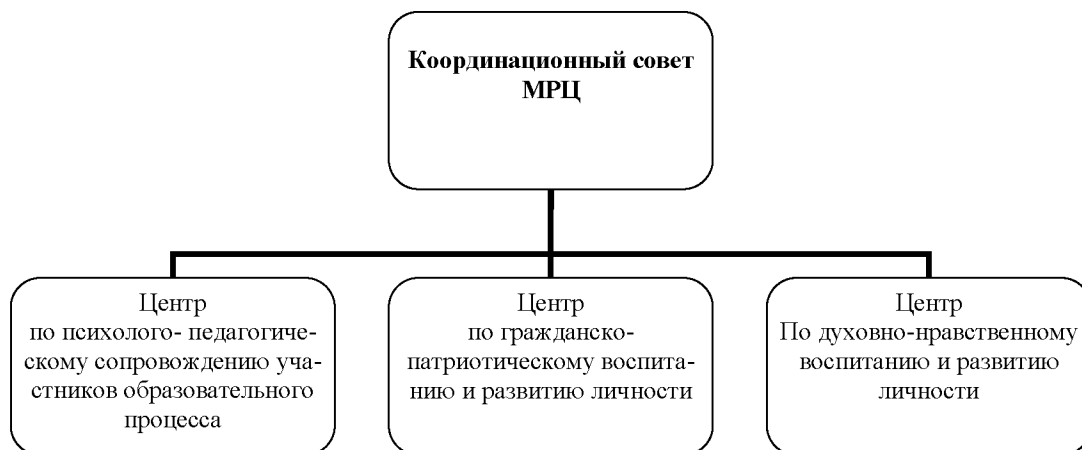 Координационный совет
МРЦ
Центр
по психолого- педагогиче-
скому сопровождению уча-
стников образовательного
процесса
Центр
по гражданско-
патриотическому воспита-
нию и развитию личности
Центр
По духовно-нравственному
воспитанию и развитию
личности